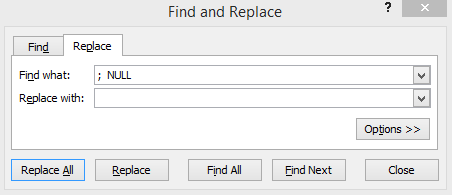 Find and Replace
? ×
Find Replace
Find what: ; NULL
Replace with:
Options >>
Replace All Replace Find All Find Next Close